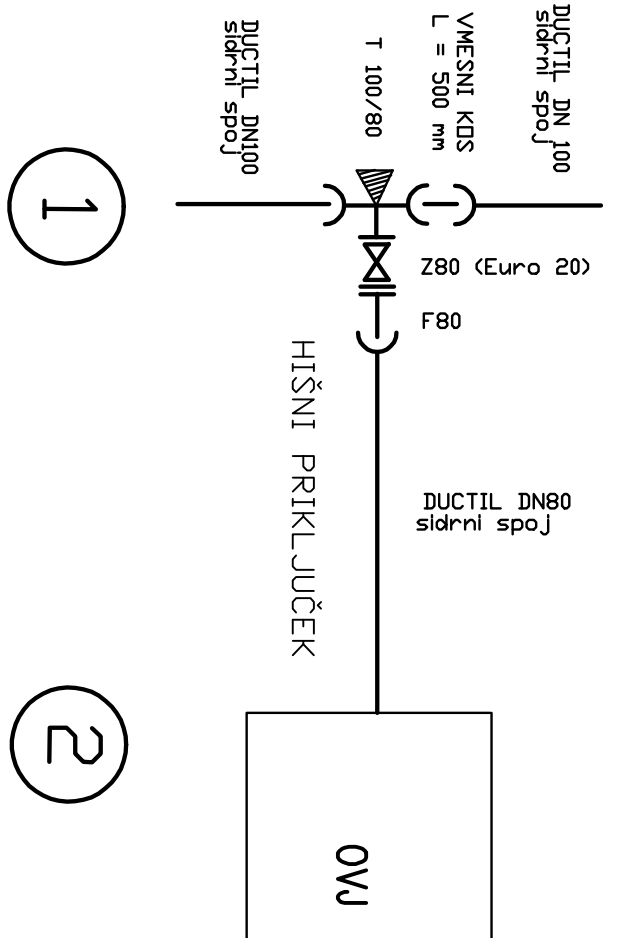 DUCTIL DN100
sidrni spoj
T 100/80
VMESNI KOS
L = 500 mm
DUCTIL DN 100
sidrni spoj
1
Z80 (Euro 20)
F80
HIŠNI PRIKLJUČEK
DUCTIL DN80
sidrni spoj
2
OVJ